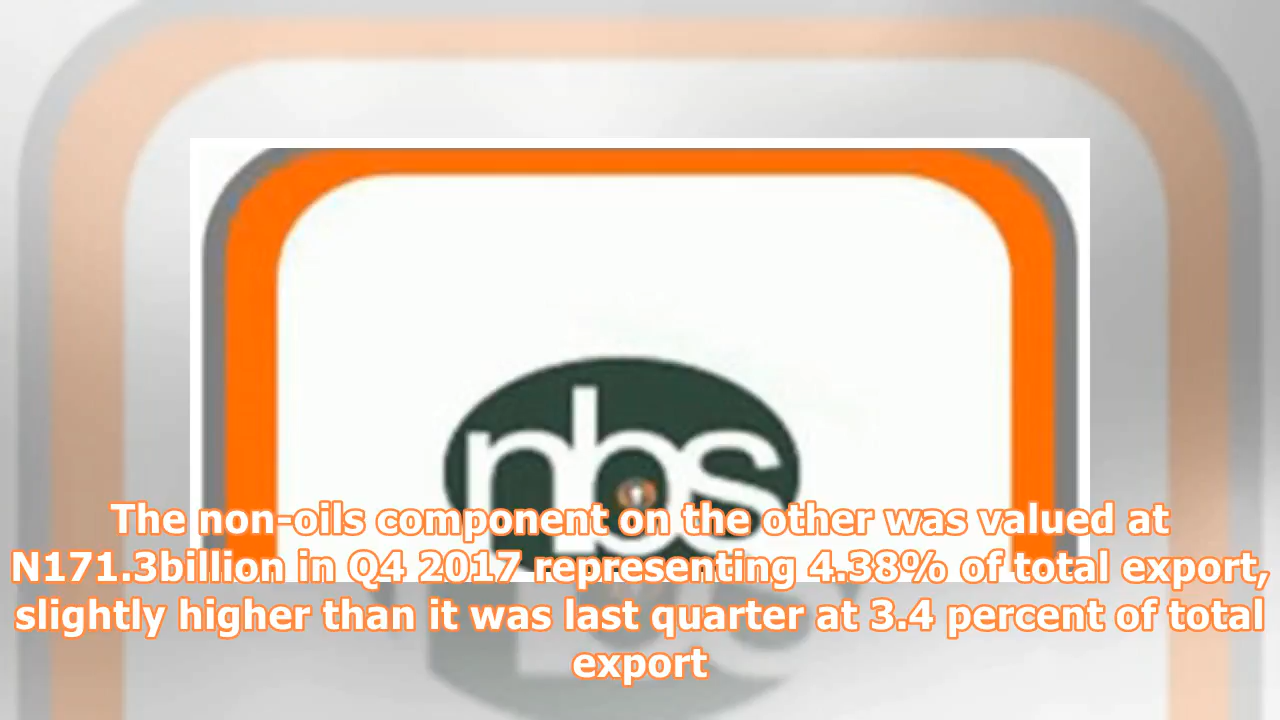 nbs
The non-oils component on the other was valued at
N171.3billion in Q4 2017 representing 4.38% of total export,
slightly higher than it was last quarter at 3.4 percent of total
export